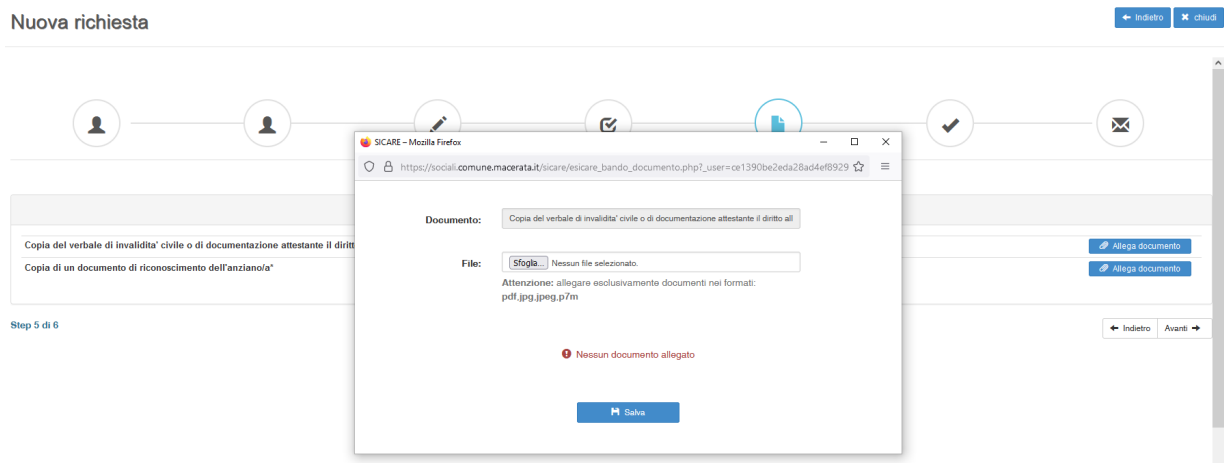 Nuova richiesta
Indietro
chiudi
SICARE – Mozilla Firefox
https://sociali.comune.macerata.it/sicare/esicare_bando_documento.php?_user=ce1390be2eda28ad4ef8929
Documento:
Copia del verbale di invalidita' civile o di documentazione attestante il diritto all
Copia del verbale di invalidita' civile o di documentazione attestante il diritt
Allega documento
File:
Sfoglia... Nessun file selezionato.
Copia di un documento di riconoscimento dell'anziano/a*
Allega documento
Attenzione: allegare esclusivamente documenti nei formati:
pdf,jpg,jpeg,p7m
Step 5 di 6
Indietro
Avanti
Nessun documento allegato
Salva